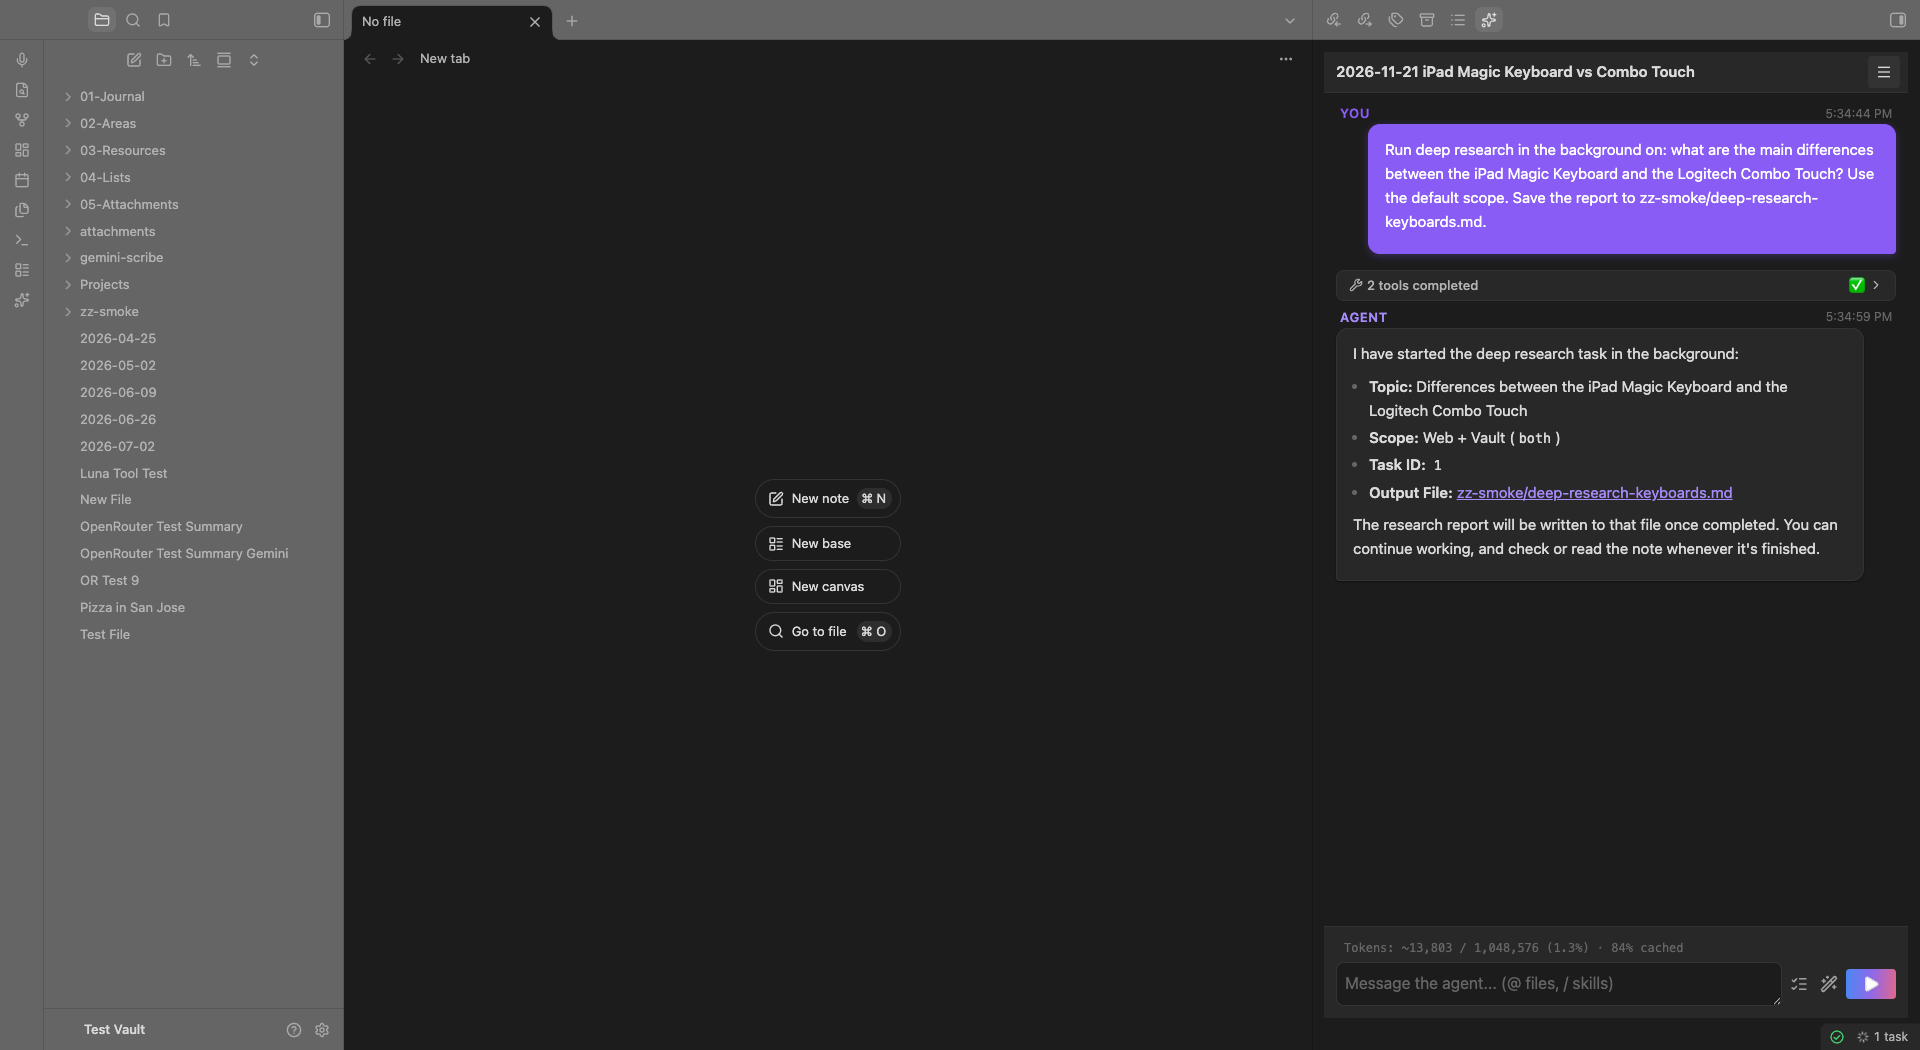 No file
New tab
01-Journal
02-Areas
03-Resources
04-Lists
05-Attachments
attachments
gemini-scribe
Projects
zz-smoke
2026-04-25
2026-05-02
2026-06-09
2026-06-26
2026-07-02
Luna Tool Test
New File
OpenRouter Test Summary
OpenRouter Test Summary Gemini
OR Test 9
Pizza in San Jose
Test File
Test Vault
New note ⌘ N
New base
New canvas
Go to file ⌘ O
2026-11-21 iPad Magic Keyboard vs Combo Touch
YOU 5:34:44 PM
Run deep research in the background on: what are the main differences
between the iPad Magic Keyboard and the Logitech Combo Touch? Use
the default scope. Save the report to zz-smoke/deep-research-
keyboards.md.
2 tools completed
AGENT 5:34:59 PM
I have started the deep research task in the background:
• Topic: Differences between the iPad Magic Keyboard and the
Logitech Combo Touch
• Scope: Web + Vault ( both )
• Task ID: 1
• Output File: zz-smoke/deep-research-keyboards.md
The research report will be written to that file once completed. You can
continue working, and check or read the note whenever it's finished.
Tokens: ~13,803 / 1,048,576 (1.3%) · 84% cached
Message the agent... (@ files, / skills)
1 task